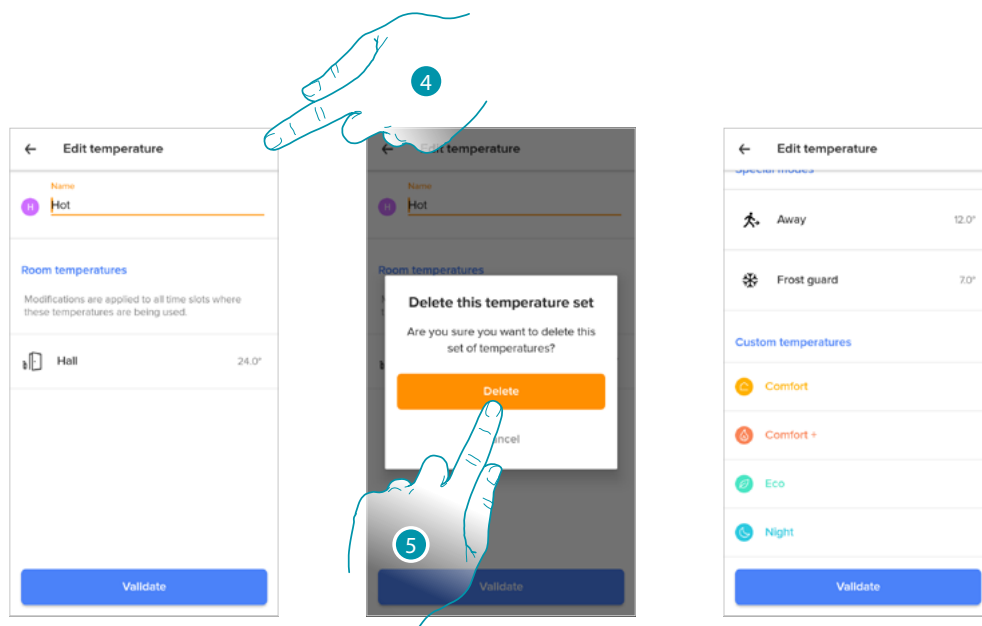 4
← Edit temperature
Name
H Hot
Room temperatures
Modifications are applied to all time slots where
these temperatures are being used.
Hall 24.0°
Validate
← Edit temperature
Name
H Hot
Room temperatures
Delete this temperature set
Are you sure you want to delete this
set of temperatures?
Delete
ncel
5
Validate
← Edit temperature
Special modes
Away 12.0°
Frost guard 7.0°
Custom temperatures
Comfort
Comfort +
Eco
Night
Validate